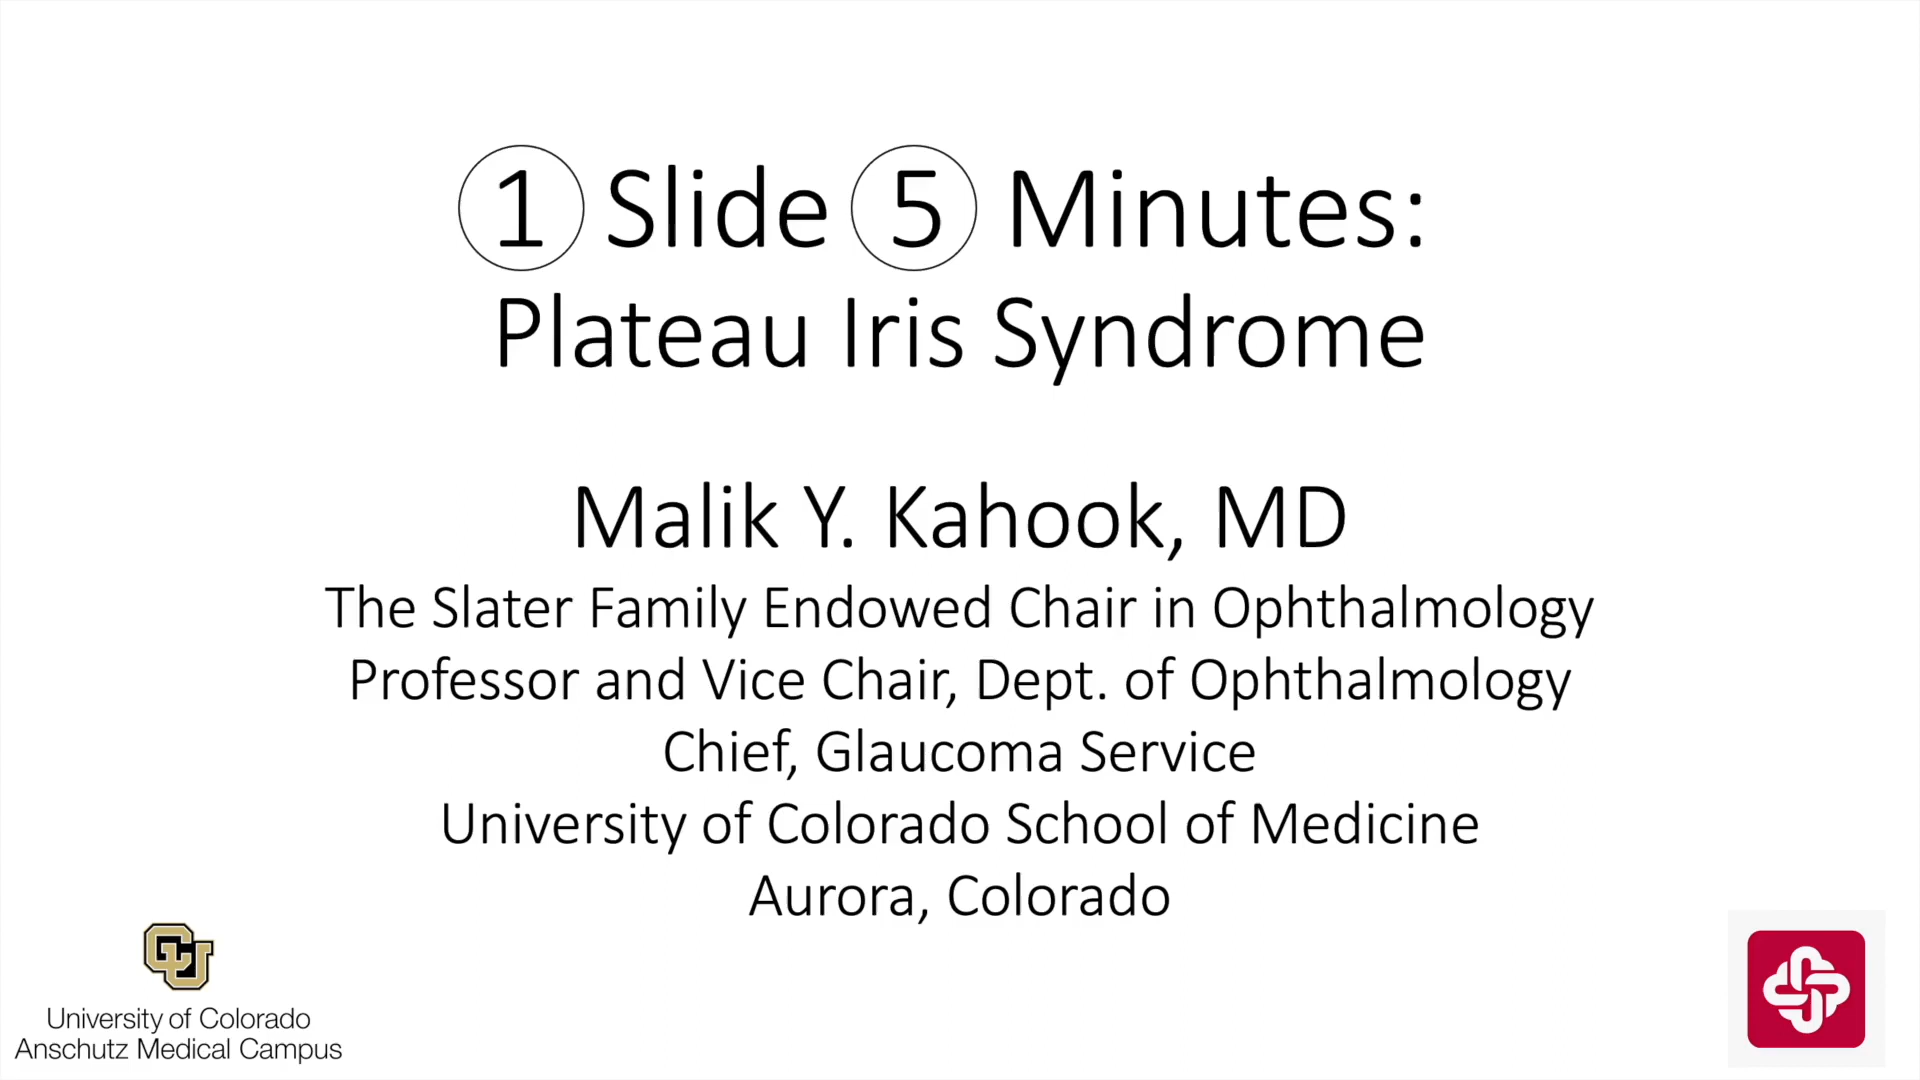 1 Slide 5 Minutes:
Plateau Iris Syndrome
Malik Y. Kahook, MD
The Slater Family Endowed Chair in Ophthalmology
Professor and Vice Chair, Dept. of Ophthalmology
Chief, Glaucoma Service
University of Colorado School of Medicine
Aurora, Colorado
CU
University of Colorado
Anschutz Medical Campus